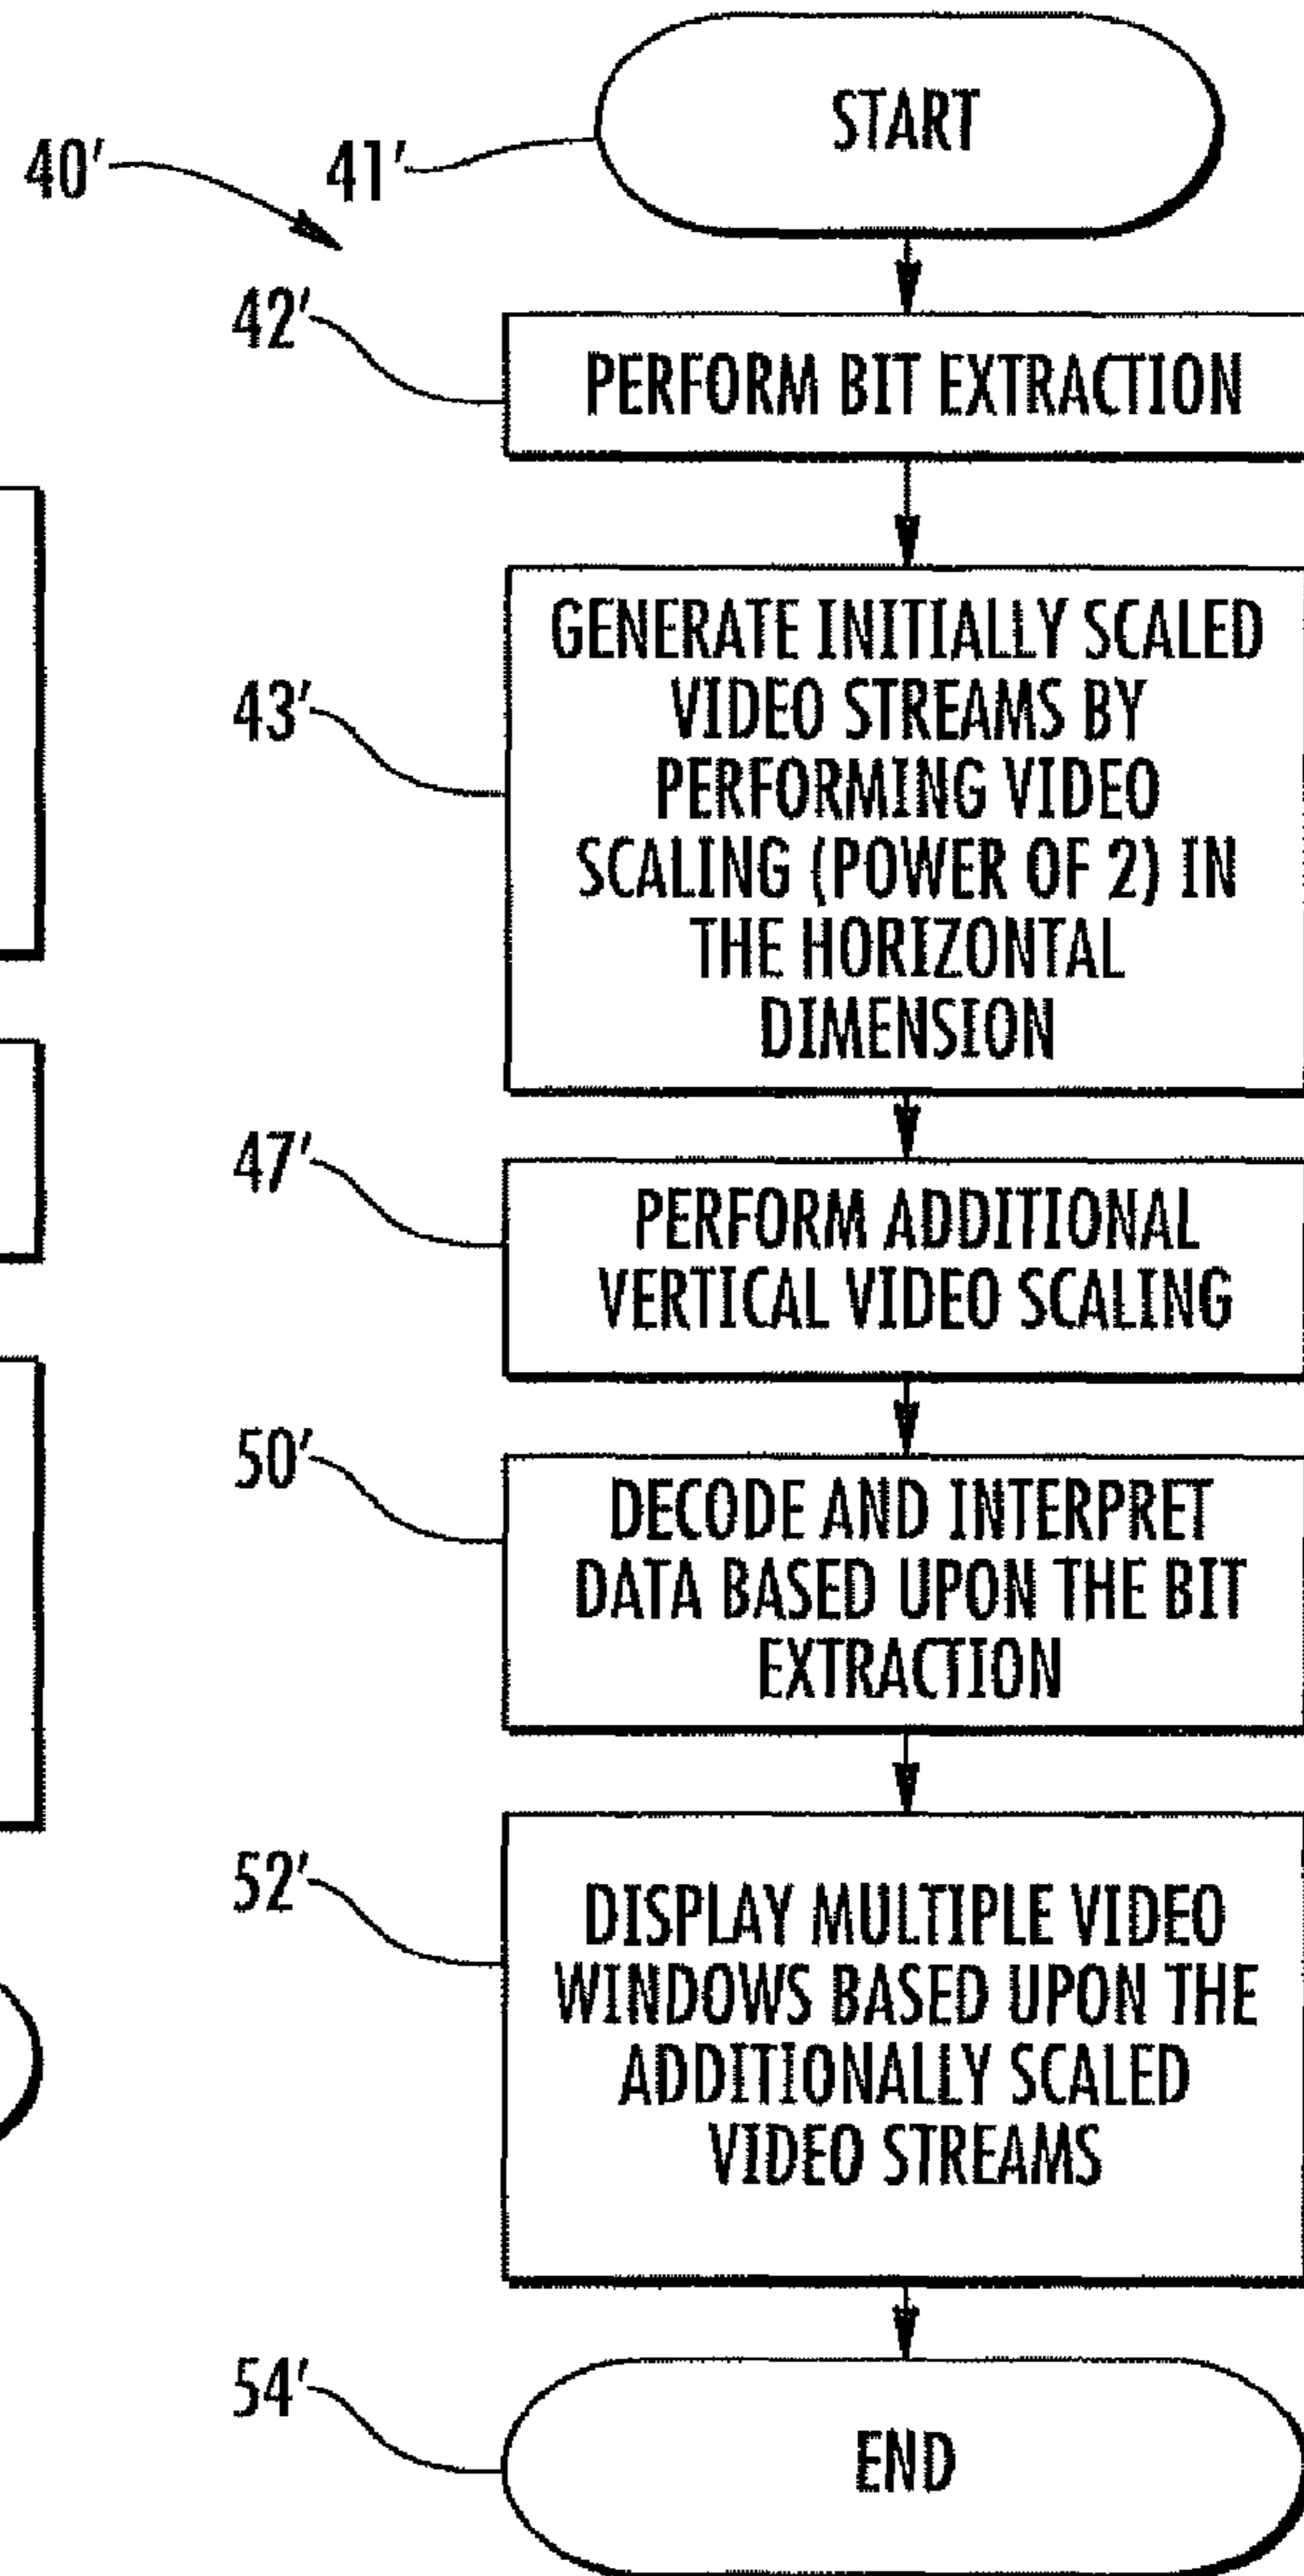 40'
41'
START
42'
PERFORM BIT EXTRACTION
43'
GENERATE INITIALLY SCALED
VIDEO STREAMS BY
PERFORMING VIDEO
SCALING (POWER OF 2) IN
THE HORIZONTAL
DIMENSION
47'
PERFORM ADDITIONAL
VERTICAL VIDEO SCALING
50'
DECODE AND INTERPRET
DATA BASED UPON THE BIT
EXTRACTION
52'
DISPLAY MULTIPLE VIDEO
WINDOWS BASED UPON THE
ADDITIONALLY SCALED
VIDEO STREAMS
54'
END